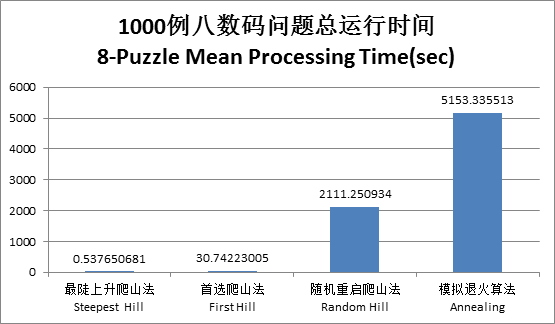 1000例八数码问题总运行时间
8-Puzzle Mean Processing Time(sec)
6000
5000
4000
3000
2000
1000
0
0.537650681
30.74223005
2111.250934
5153.335513
最陡上升爬山法
Steepest Hill
首选爬山法
First Hill
随机重启爬山法
Random Hill
模拟退火算法
Annealing